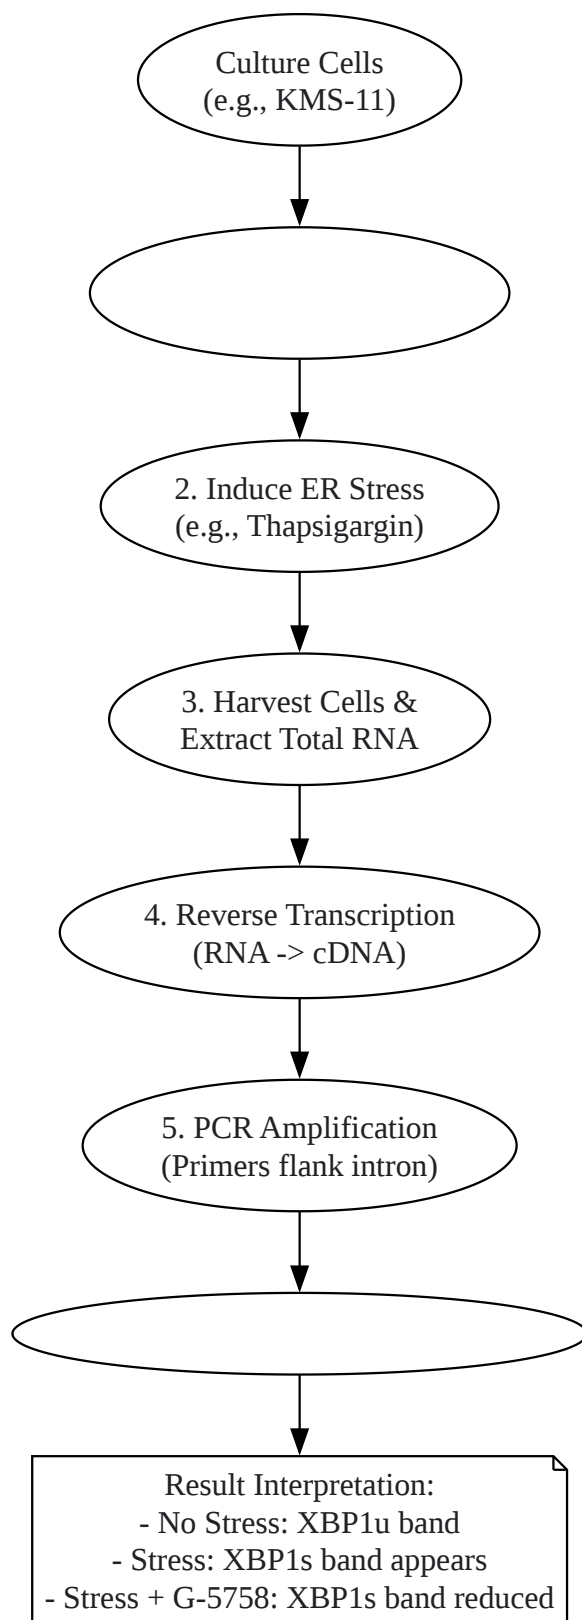 Culture Cells
(e.g., KMS-11)
2. Induce ER Stress
(e.g., Thapsigargin)
3. Harvest Cells &
Extract Total RNA
4. Reverse Transcription
(RNA -> cDNA)
5. PCR Amplification
(Primers flank intron)
Result Interpretation:
- No Stress: XBP1u band
- Stress: XBP1s band appears
- Stress + G-5758: XBP1s band reduced